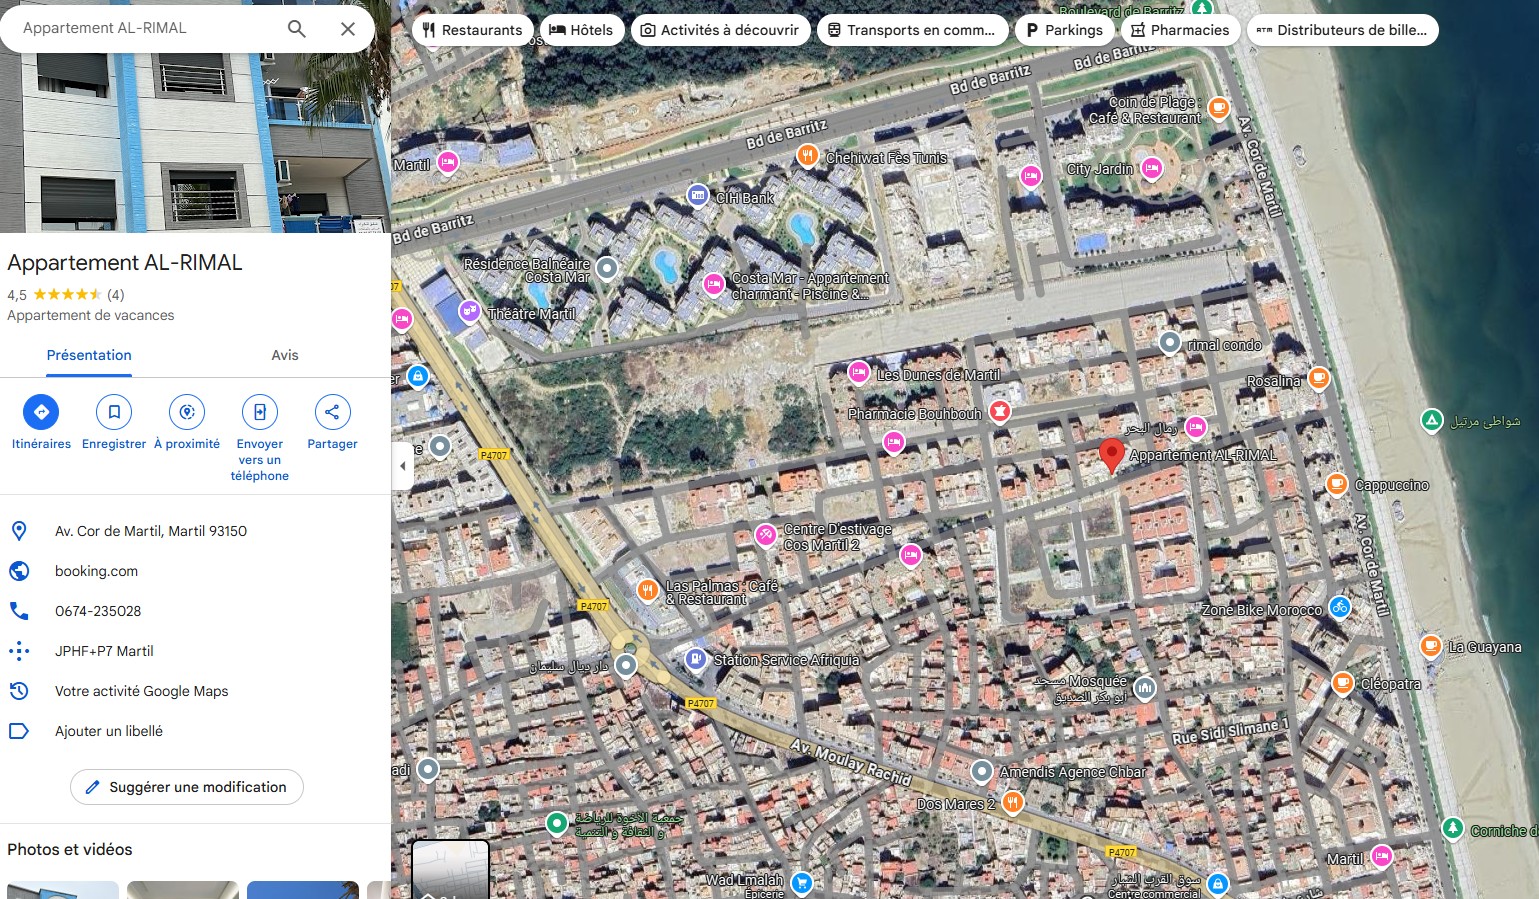 Appartement AL-RIMAL
Appartement AL-RIMAL
4,5
(4)
Appartement de vacances
Présentation
Avis
Itinéraires
Enregistrer
À proximité
Envoyer
vers un
téléphone
Partager
Av. Cor de Martil, Martil 93150
booking.com
0674-235028
JPHF+P7 Martil
Votre activité Google Maps
Ajouter un libellé
Suggérer une modification
Photos et vidéos
Restaurants
Hôtels
Activités à découvrir
Transports en comm...
Parkings
Pharmacies
ATM Distributeurs de bille...
Boulevard de Barritz
Bd de Barritz
Bd de Barritz
Bd de Barritz
Bd de Barritz
Coin de Plage :
Café & Restaurant
Av. Cor de Martil
Martil
Chehiwat Fès Tunis
City Jardin
CIH Bank
Résidence Balnéaire
Costa Mar
Costa Mar - Appartement
charmant - Piscine &...
Théâtre Martil
rimal condo
Les Dunes de Martil
Rosalina
Pharmacie Bouhbouh
رمال البحر
شواطئ مرتيل
Appartement AL-RIMAL
P4707
Cappuccino
Centre D'estivage
Cos Martil 2
Av. Cor de Martil
Las Palmas : Café
& Restaurant
P4707
Zone Bike Morocco
La Guayana
Station Service Afriquia
دار ديال سليمان
Mosquée مسجد
أبو بكر الصديق
Cléopatra
P4707
Rue Sidi Slimane 1
Av. Moulay Rachid
Amendis Agence Chbar
Dos Mares 2
جمعية الأخوة للرياضة
و الثقافة و التنمية
Corniche d
P4707
Martil
Wad Lmalah
Épicerie
سوق القرب الشبار
Centre commercial